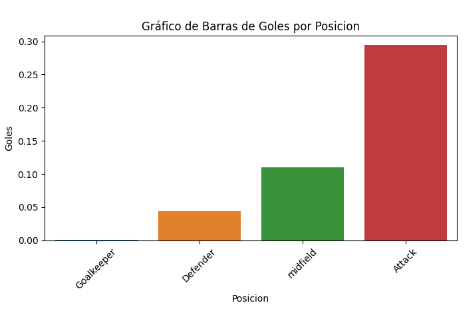 Gráfico de Barras de Goles por Posicion
0.30
0.25
0.20
0.15
0.10
0.05
0.00
Goles
Goalkeeper
Defender
midfield
Attack
Posicion